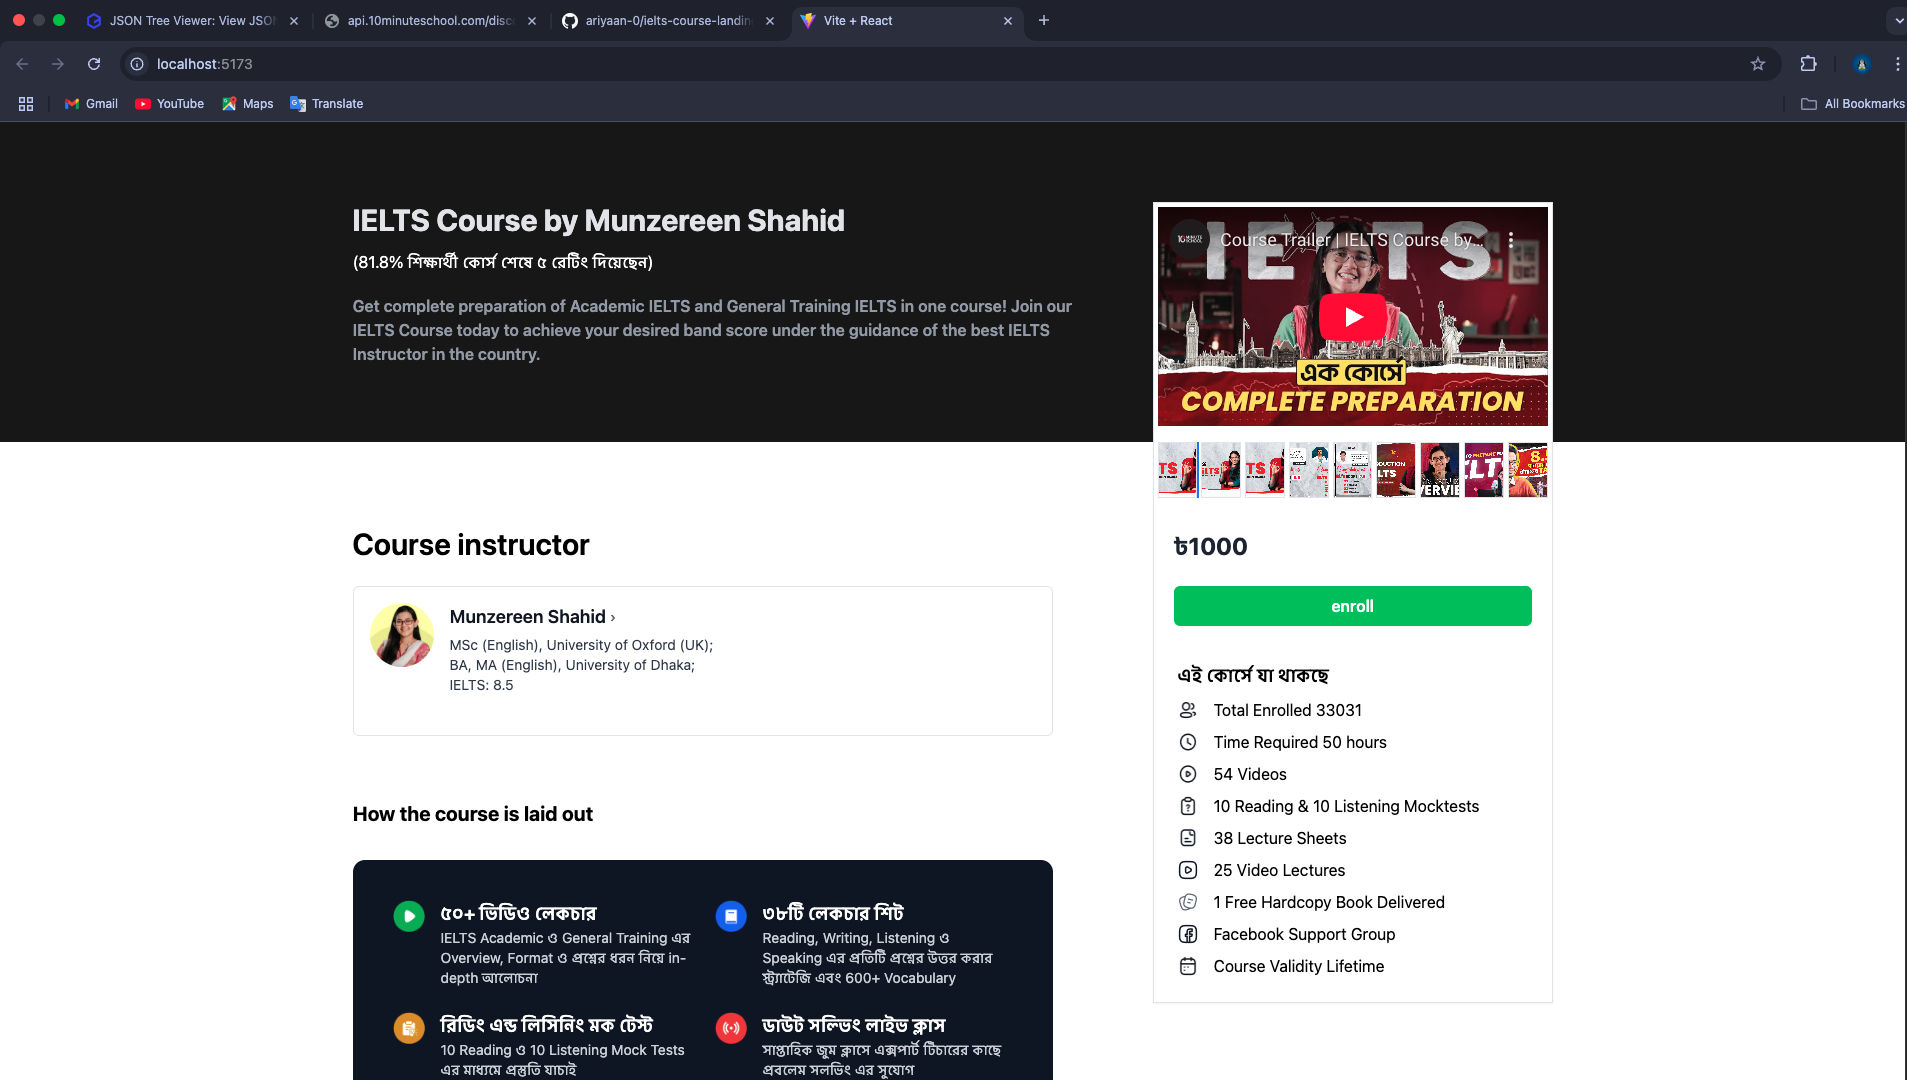 JSON Tree Viewer: View JSON
api.10minuteschool.com/disc
ariyaan-0/ielts-course-landin
Vite + React
localhost:5173
Gmail
YouTube
Maps
Translate
All Bookmarks
IELTS Course by Munzereen Shahid
(81.8% শিক্ষার্থী কোর্স শেষে ৫ রেটিং দিয়েছেন)
Get complete preparation of Academic IELTS and General Training IELTS in one course! Join our
IELTS Course today to achieve your desired band score under the guidance of the best IELTS
Instructor in the country.
IELTS
10 MINUTE SCHOOL
Course Trailer | IELTS Course by...
এক কোর্সে
COMPLETE PREPARATION
৳1000
enroll
এই কোর্সে যা থাকছে
Total Enrolled 33031
Time Required 50 hours
54 Videos
10 Reading & 10 Listening Mocktests
38 Lecture Sheets
25 Video Lectures
1 Free Hardcopy Book Delivered
Facebook Support Group
Course Validity Lifetime
Course instructor
Munzereen Shahid ›
MSc (English), University of Oxford (UK);
BA, MA (English), University of Dhaka;
IELTS: 8.5
How the course is laid out
৫০+ ভিডিও লেকচার
IELTS Academic ও General Training এর
Overview, Format ও প্রশ্নের ধরন নিয়ে in-
depth আলোচনা
৩৮টি লেকচার শিট
Reading, Writing, Listening ও
Speaking এর প্রতিটি প্রশ্নের উত্তর করার
স্ট্র্যাটেজি এবং 600+ Vocabulary
রিডিং এন্ড লিসিনিং মক টেস্ট
10 Reading ও 10 Listening Mock Tests
এর মাধ্যমে প্রস্তুতি যাচাই
ডাউট সল্ভিং লাইভ ক্লাস
সাপ্তাহিক জুম ক্লাসে এক্সপার্ট টিচারের কাছে
প্রবলেম সলভিং এর সুযোগ